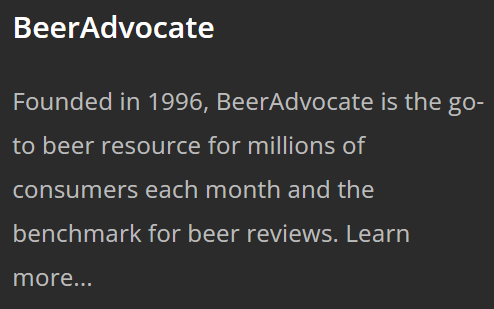 BeerAdvocate
Founded in 1996, BeerAdvocate is the go-
to beer resource for millions of
consumers each month and the
benchmark for beer reviews. Learn
more...